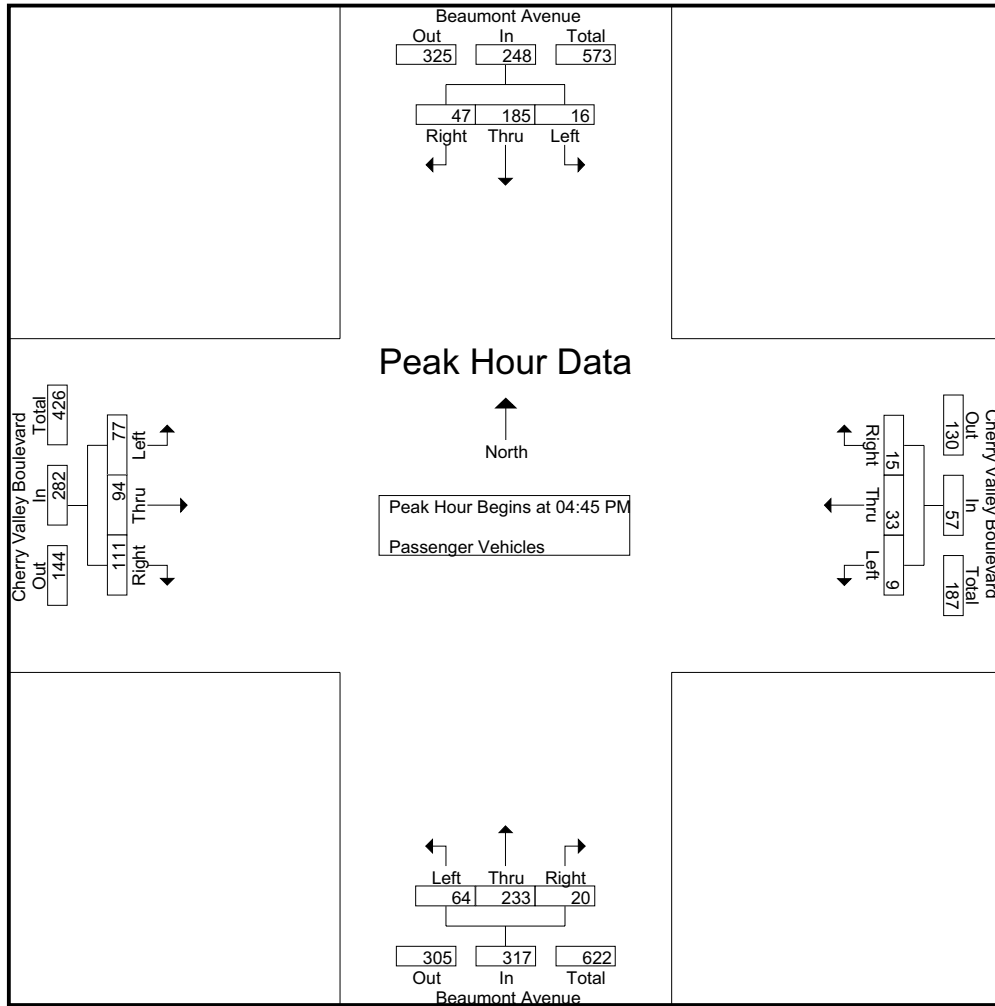 Beaumont Avenue
Out In Total
325 248 573
47 185 16
Right Thru Left
Peak Hour Data
North
Peak Hour Begins at 04:45 PM
Passenger Vehicles
Cherry Valley Boulevard
Total In Out
426 282 144
77 94 111
Left Thru Right
Cherry Valley Boulevard
Out In Total
130 57 187
15 33 9
Right Thru Left
Left Thru Right
64 233 20
305 317 622
Out In Total
Beaumont Avenue